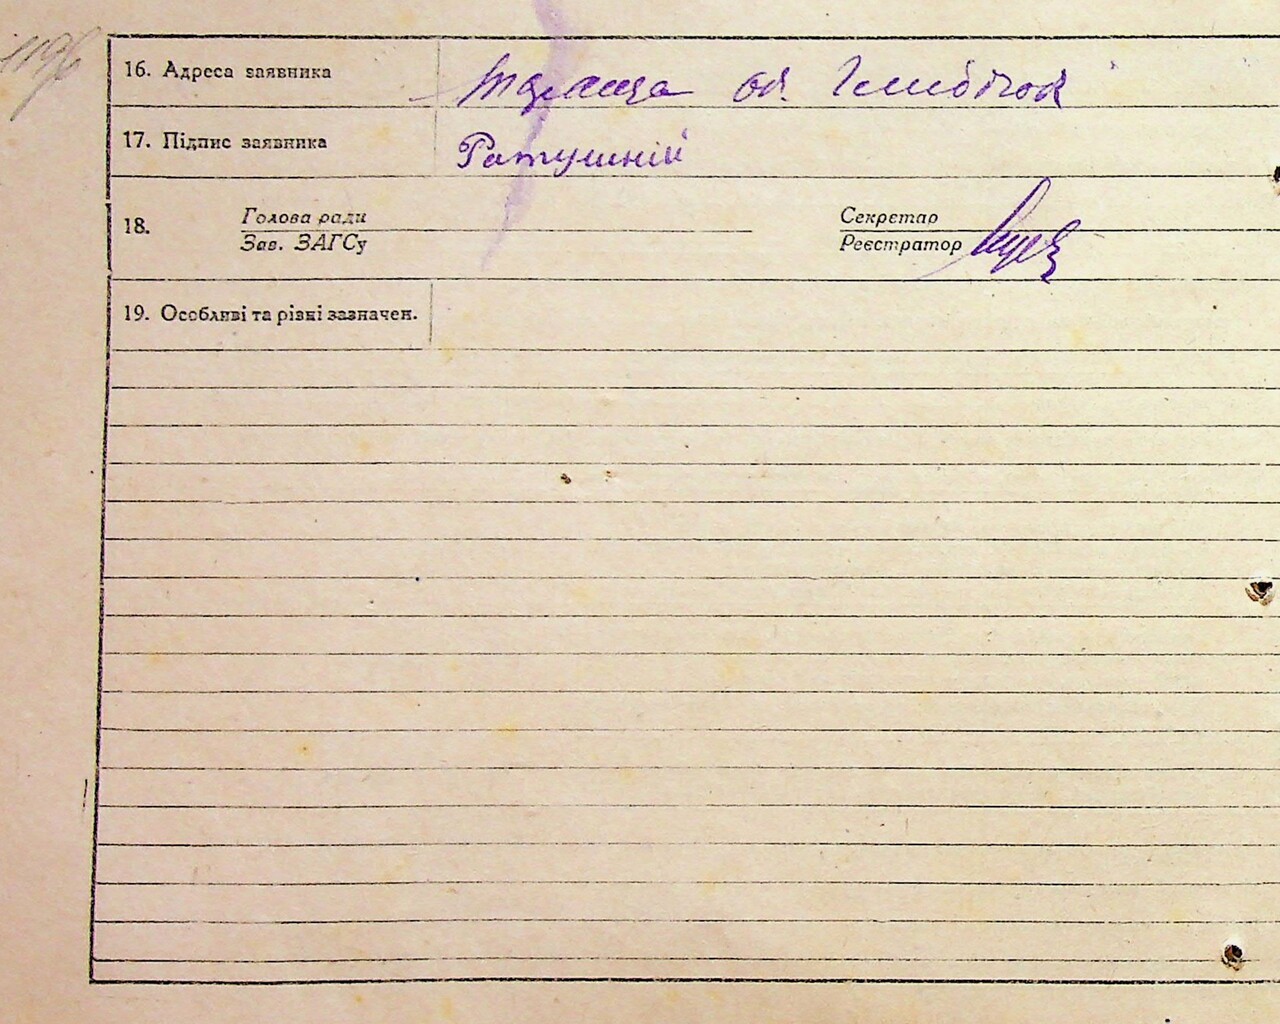 1196
16. Адреса заявника
17. Підпис заявника Ратушній
18. Голова ради Секретар
Зав. ЗАГСу Реєстратор
19. Особливі та різні зазначен.